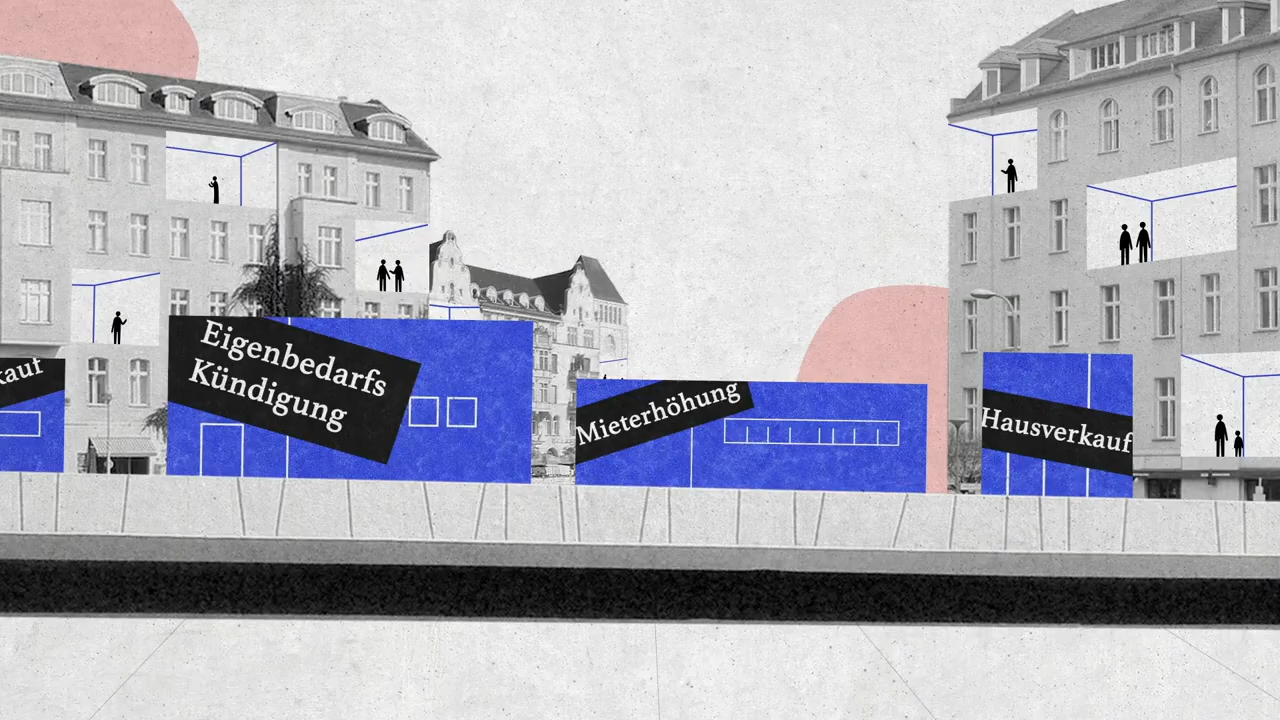 kauf
Eigenbedarfs
Kündigung
Mieterhöhung
Hausverkauf